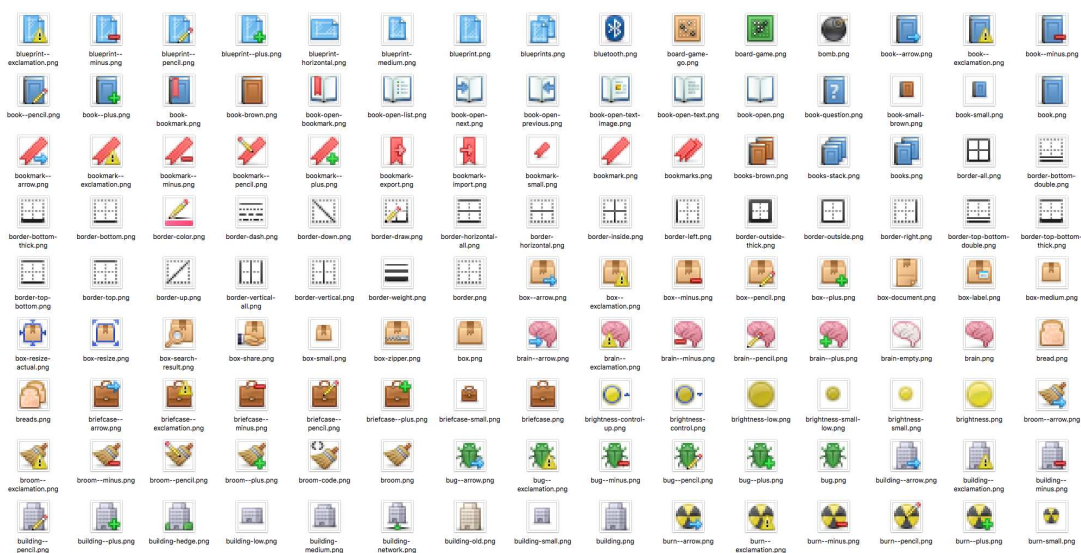 blueprint-- blueprint-- blueprint-- blueprint--plus.png blueprint- blueprint- blueprint.png blueprints.png bluetooth.png board-game- board-game.png bomb.png book--arrow.png book-- book--minus.png
exclamation.png minus.png pencil.png horizontal.png medium.png go.png exclamation.png
book--pencil.png book--plus.png book- book-brown.png book-open- book-open-list.png book-open- book-open- book-open-text- book-open-text.png book-open.png book-question.png book-small- book-small.png book.png
bookmark.png bookmark.png next.png previous.png image.png brown.png
bookmark-- bookmark-- bookmark-- bookmark-- bookmark-- bookmark- bookmark- bookmark- bookmark.png bookmarks.png books-brown.png books-stack.png books.png border-all.png border-bottom-
arrow.png exclamation.png minus.png pencil.png plus.png export.png import.png small.png double.png
border-bottom- border-bottom.png border-color.png border-dash.png border-down.png border-draw.png border-horizontal- border- border-inside.png border-left.png border-outside- border-outside.png border-right.png border-top-bottom- border-top-bottom-
thick.png all.png horizontal.png thick.png double.png thick.png
border-top- border-top.png border-up.png border-vertical- border-vertical.png border-weight.png border.png box--arrow.png box-- box--minus.png box--pencil.png box--plus.png box-document.png box-label.png box-medium.png
bottom.png all.png exclamation.png
box-resize- box-resize.png box-search- box-share.png box-small.png box-zipper.png box.png brain--arrow.png brain-- brain--minus.png brain--pencil.png brain--plus.png brain-empty.png brain.png bread.png
actual.png result.png exclamation.png
breads.png briefcase-- briefcase-- briefcase-- briefcase-- briefcase--plus.png briefcase-small.png briefcase.png brightness-control- brightness- brightness-low.png brightness-small- brightness- brightness.png broom--arrow.png
arrow.png exclamation.png minus.png pencil.png up.png control.png low.png small.png
broom-- broom--minus.png broom--pencil.png broom--plus.png broom-code.png broom.png bug--arrow.png bug-- bug--minus.png bug--pencil.png bug--plus.png bug.png building--arrow.png building-- building--
exclamation.png exclamation.png exclamation.png minus.png
building-- building--plus.png building-hedge.png building-low.png building- building- building-old.png building-small.png building.png burn--arrow.png burn-- burn--minus.png burn--pencil.png burn--plus.png burn-small.png
pencil.png medium.png network.png exclamation.png